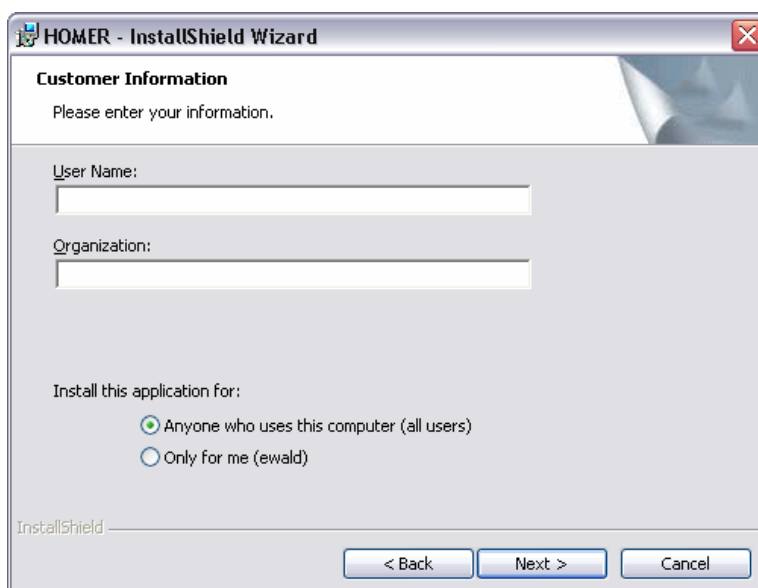 HOMER - InstallShield Wizard
Customer Information
Please enter your information.
User Name:
Organization:
Install this application for:
Anyone who uses this computer (all users)
Only for me (ewald)
InstallShield
< Back Next > Cancel